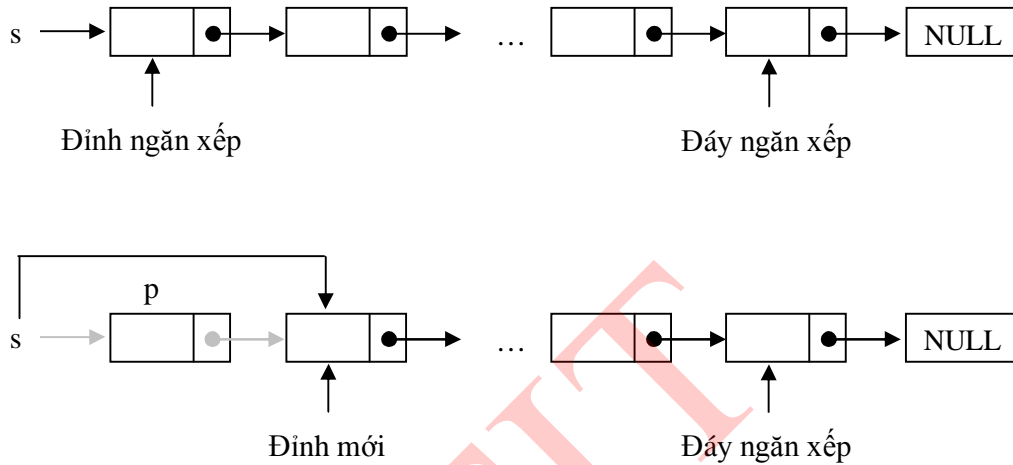 s … NULL
Đỉnh ngăn xếp Đáy ngăn xếp
p
s … NULL
Đỉnh mới Đáy ngăn xếp